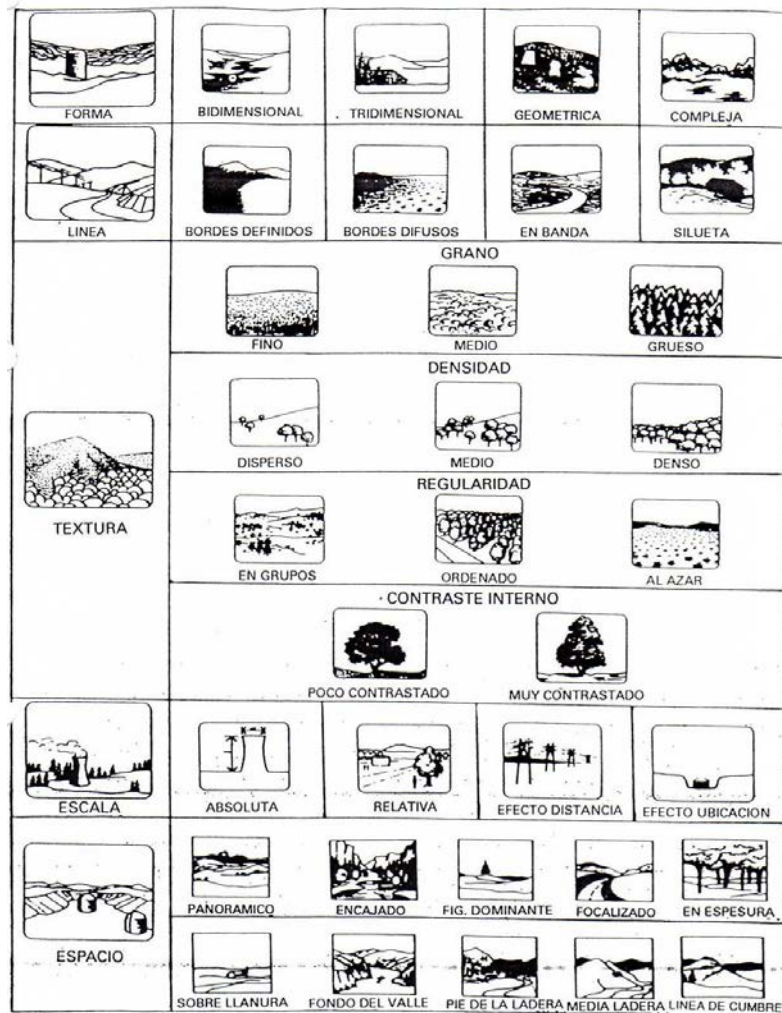 FORMA
BIDIMENSIONAL
TRIDIMENSIONAL
GEOMETRICA
COMPLEJA
LINEA
BORDES DEFINIDOS
BORDES DIFUSOS
EN BANDA
SILUETA
TEXTURA
GRANO
FINO
MEDIO
GRUESO
DENSIDAD
DISPERSO
MEDIO
DENSO
REGULARIDAD
EN GRUPOS
ORDENADO
AL AZAR
CONTRASTE INTERNO
POCO CONTRASTADO
MUY CONTRASTADO
ESCALA
ABSOLUTA
RELATIVA
EFECTO DISTANCIA
EFECTO UBICACION
ESPACIO
PANORAMICO
ENCAJADO
FIG. DOMINANTE
FOCALIZADO
EN ESPESURA
SOBRE LLANURA
FONDO DEL VALLE
PIE DE LA LADERA
MEDIA LADERA
LINEA DE CUMBRE